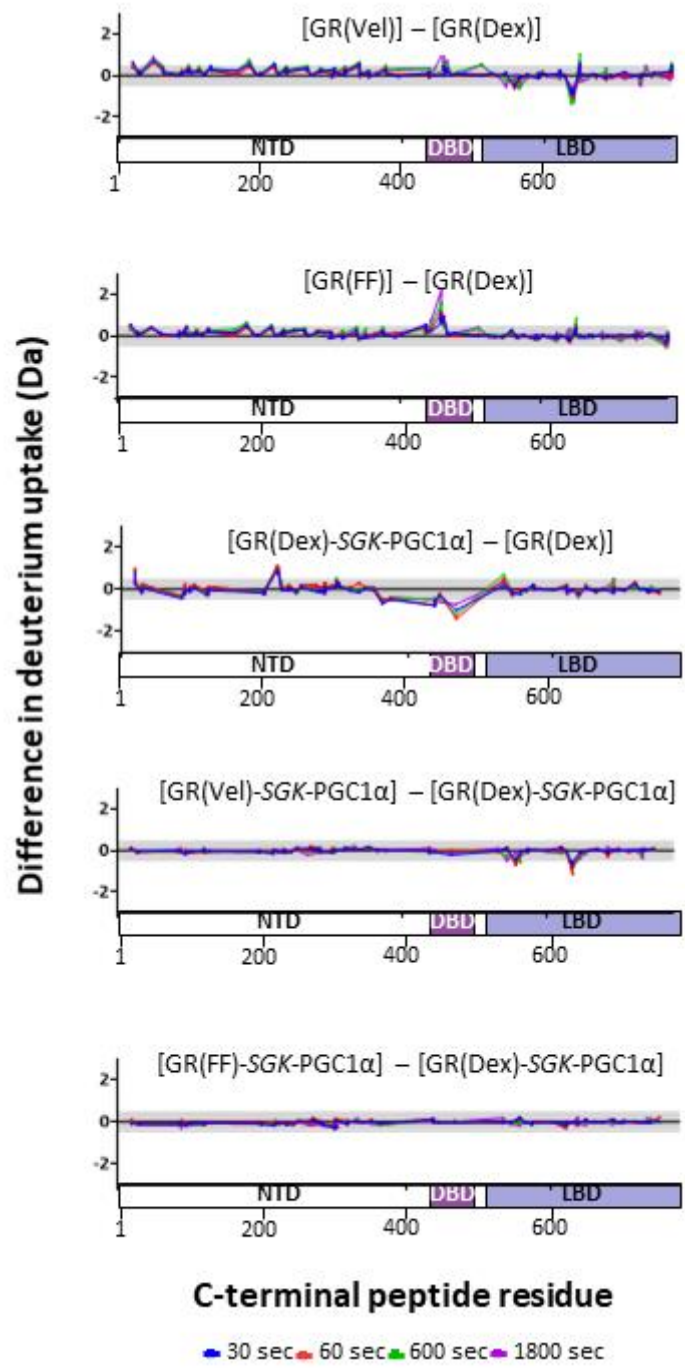 [GR(Vel)] – [GR(Dex)]
2
0
-2
NTD DBD LBD
1 200 400 600
[GR(FF)] – [GR(Dex)]
2
0
-2
NTD DBD LBD
1 200 400 600
[GR(Dex)-SGK-PGC1α] – [GR(Dex)]
2
0
-2
NTD DBD LBD
1 200 400 600
[GR(Vel)-SGK-PGC1α] – [GR(Dex)-SGK-PGC1α]
2
0
-2
NTD DBD LBD
1 200 400 600
[GR(FF)-SGK-PGC1α] – [GR(Dex)-SGK-PGC1α]
2
0
-2
NTD DBD LBD
1 200 400 600
Difference in deuterium uptake (Da)
C-terminal peptide residue
30 sec 60 sec 600 sec 1800 sec